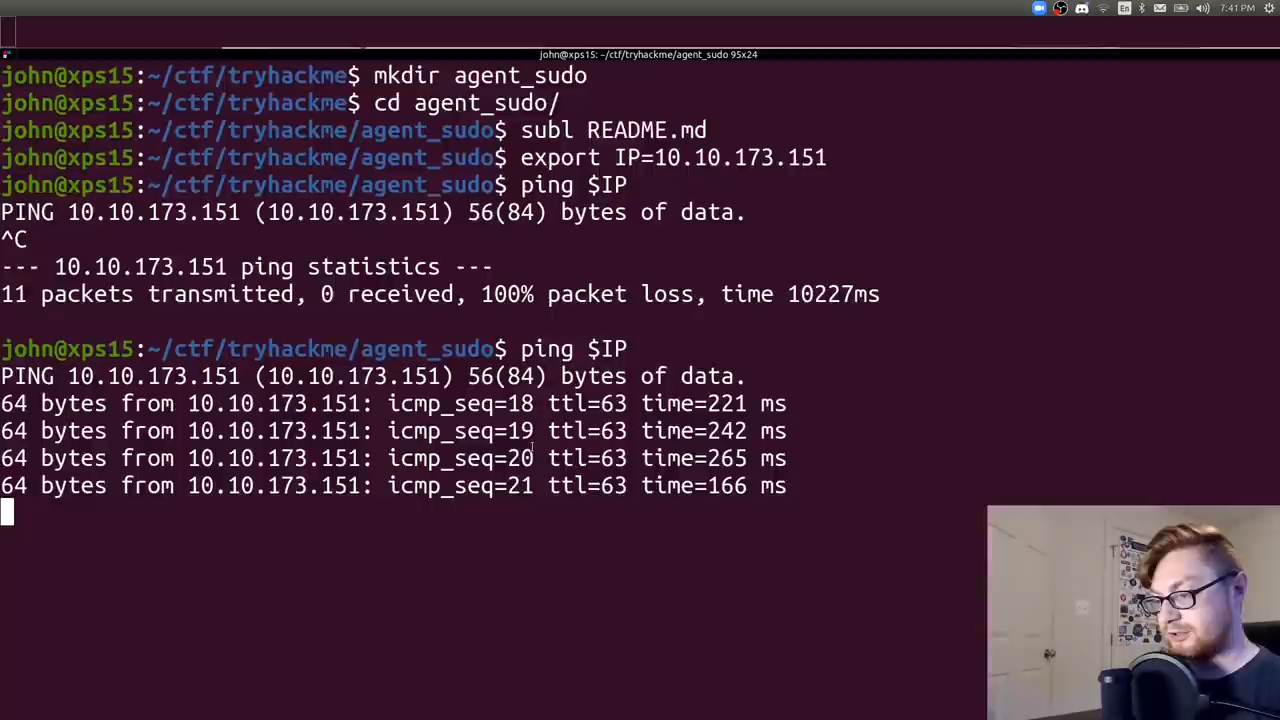 En
7:41 PM
john@xps15: ~/ctf/tryhackme/agent_sudo 95x24
john@xps15:~/ctf/tryhackme$ mkdir agent_sudo
john@xps15:~/ctf/tryhackme$ cd agent_sudo/
john@xps15:~/ctf/tryhackme/agent_sudo$ subl README.md
john@xps15:~/ctf/tryhackme/agent_sudo$ export IP=10.10.173.151
john@xps15:~/ctf/tryhackme/agent_sudo$ ping $IP
PING 10.10.173.151 (10.10.173.151) 56(84) bytes of data.
^C
--- 10.10.173.151 ping statistics ---
11 packets transmitted, 0 received, 100% packet loss, time 10227ms
john@xps15:~/ctf/tryhackme/agent_sudo$ ping $IP
PING 10.10.173.151 (10.10.173.151) 56(84) bytes of data.
64 bytes from 10.10.173.151: icmp_seq=18 ttl=63 time=221 ms
64 bytes from 10.10.173.151: icmp_seq=19 ttl=63 time=242 ms
64 bytes from 10.10.173.151: icmp_seq=20 ttl=63 time=265 ms
64 bytes from 10.10.173.151: icmp_seq=21 ttl=63 time=166 ms